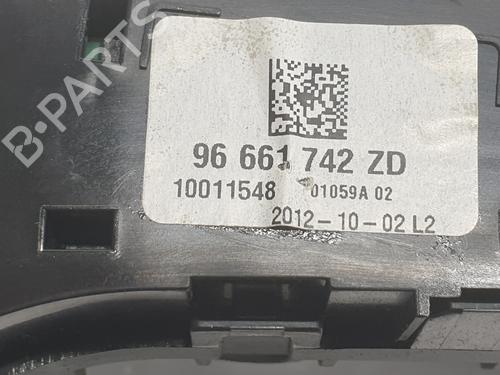 B-PARTS
96 661 742 ZD
10011548 01059A 02
2012-10-02 L2